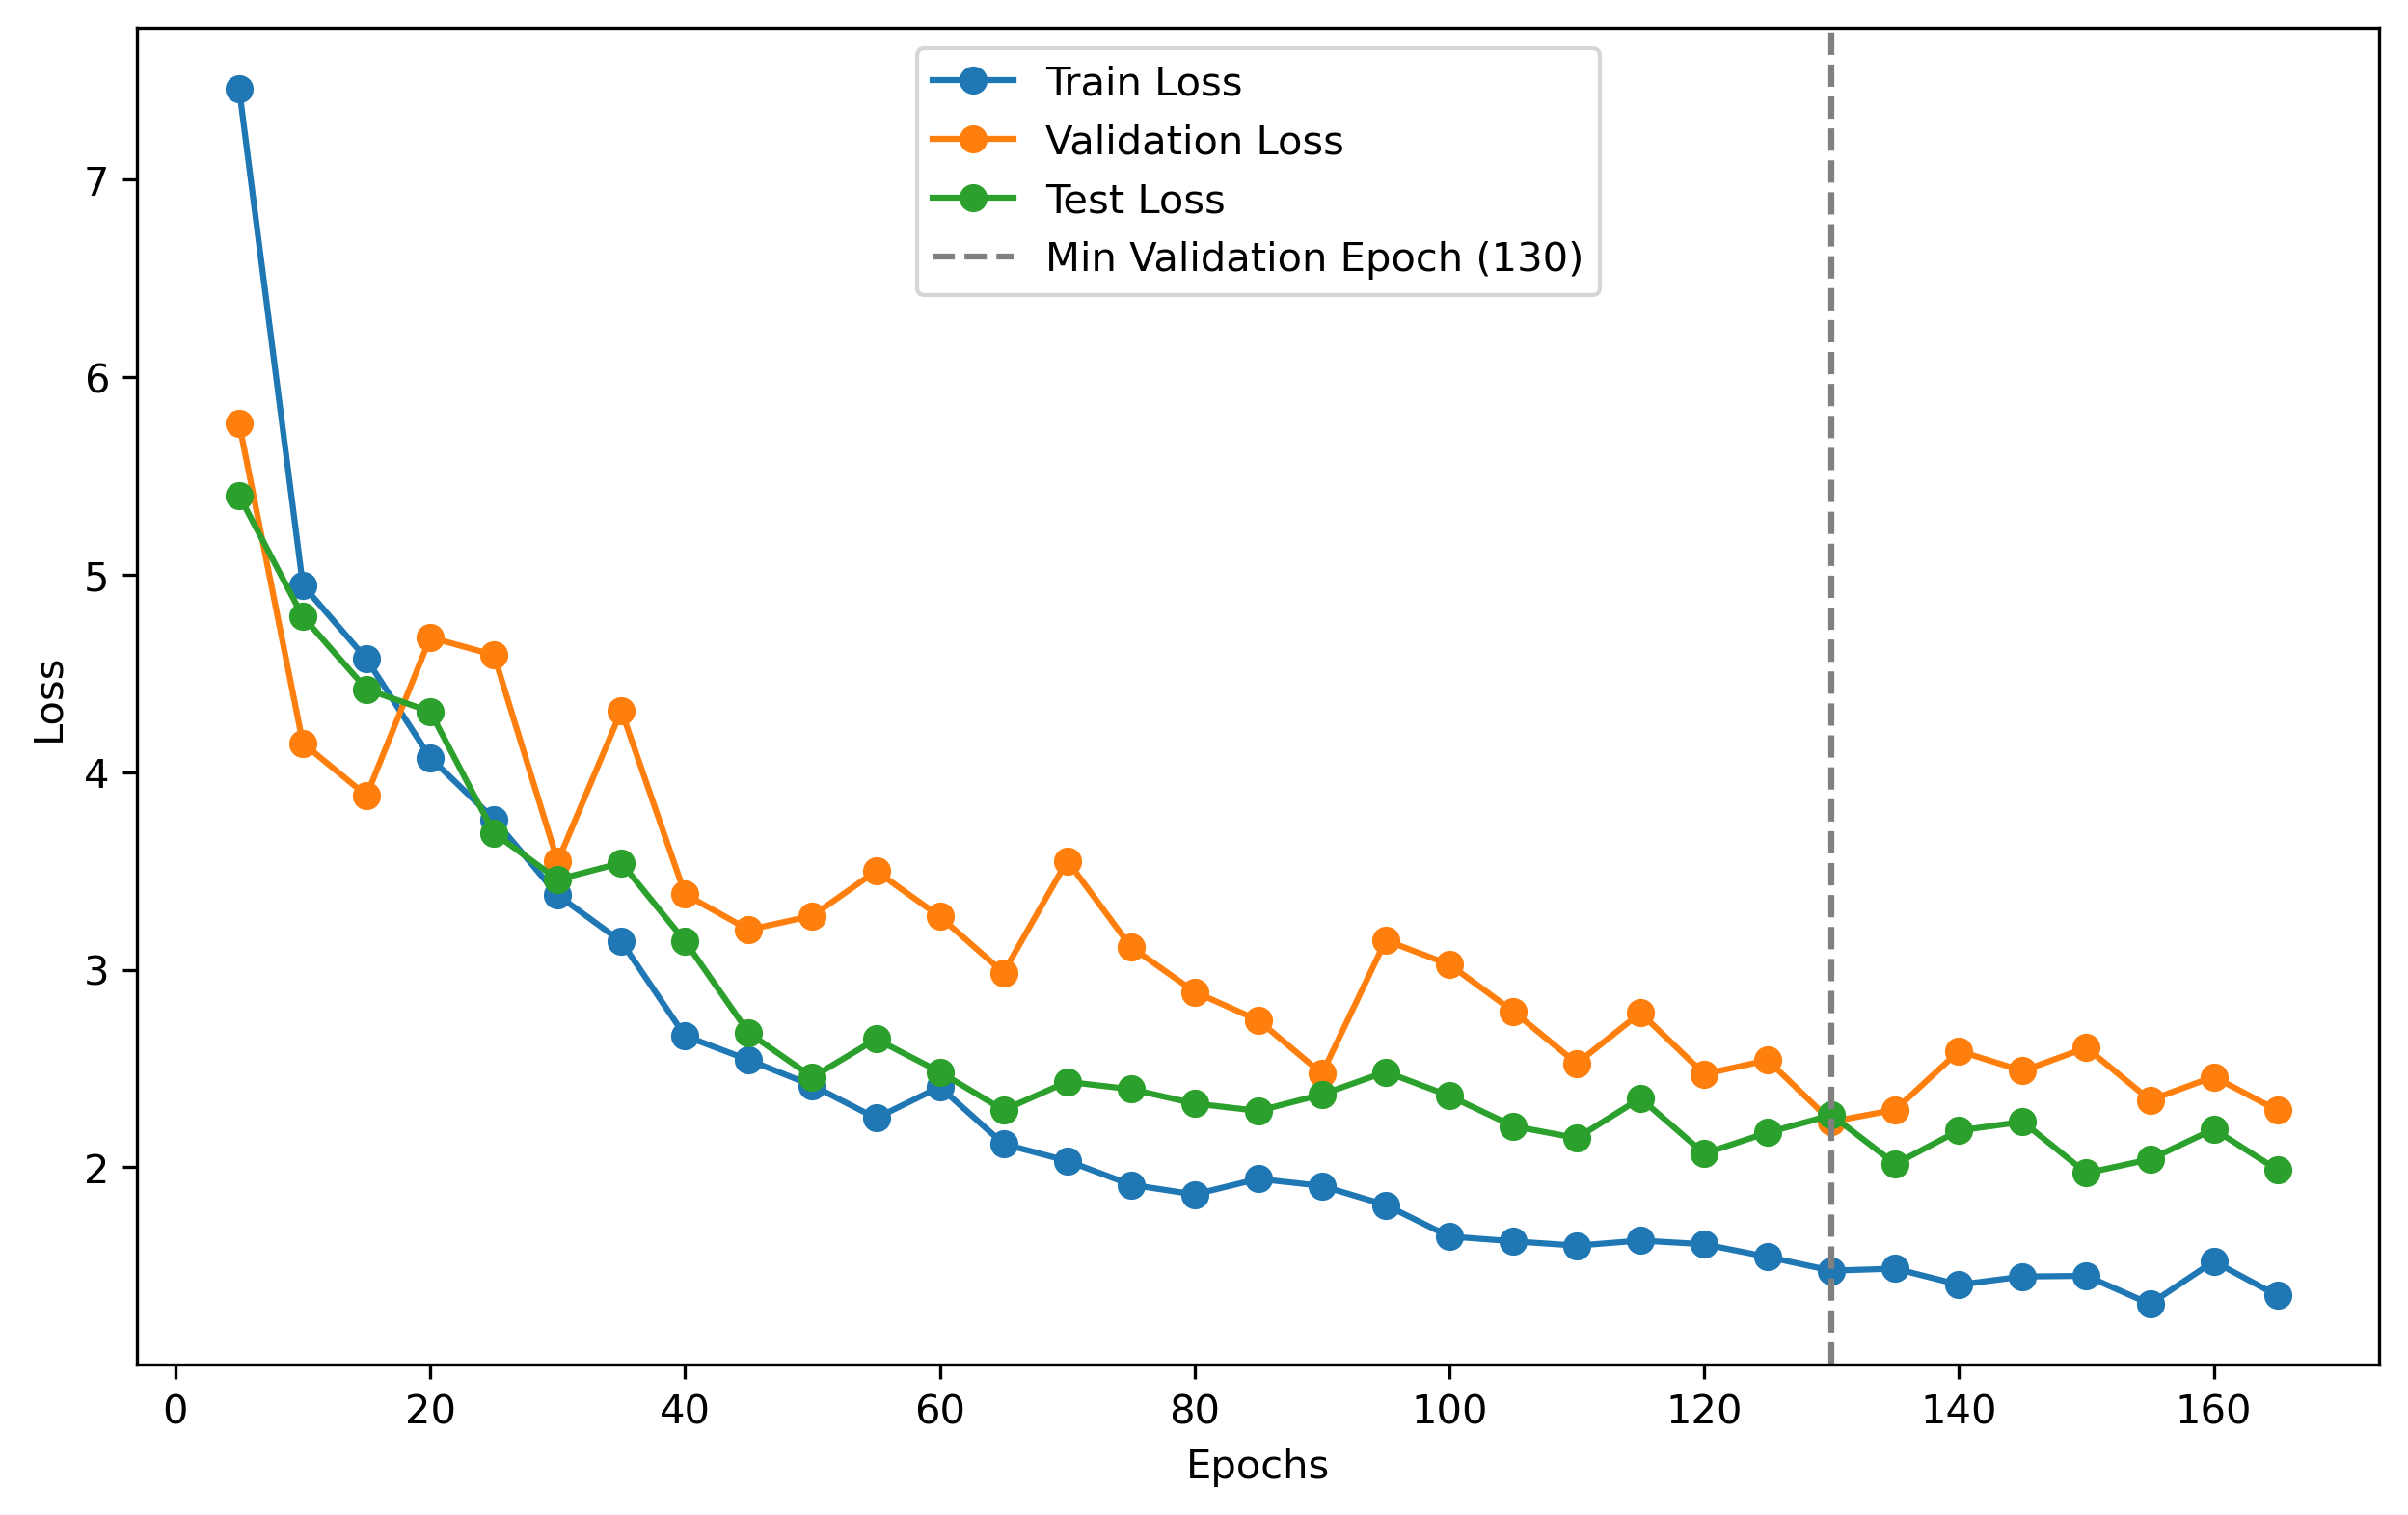 Train Loss
Validation Loss
Test Loss
Min Validation Epoch (130)
7
6
5
4
3
2
Loss
0 20 40 60 80 100 120 140 160
Epochs